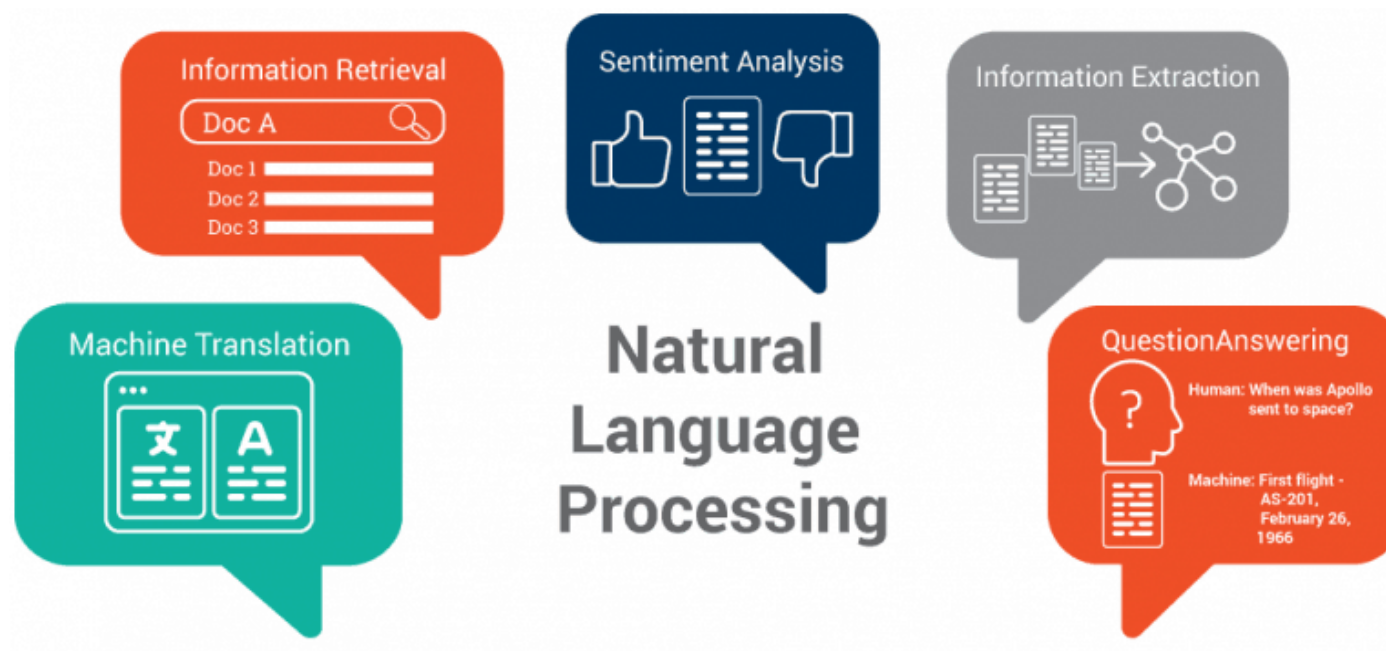 Information Retrieval
Doc A
Doc 1
Doc 2
Doc 3
Sentiment Analysis
Information Extraction
Machine Translation
文 A
Natural
Language
Processing
QuestionAnswering
?
Human: When was Apollo
sent to space?
Machine: First flight -
AS-201,
February 26,
1966